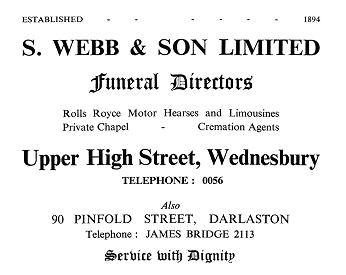 ESTABLISHED - - - - - - 1894
S. WEBB & SON LIMITED
Funeral Directors
Rolls Royce Motor Hearses and Limousines
Private Chapel - Cremation Agents
Upper High Street, Wednesbury
TELEPHONE : 0056
Also
90 PINFOLD STREET, DARLASTON
Telephone : JAMES BRIDGE 2113
Service with Dignity